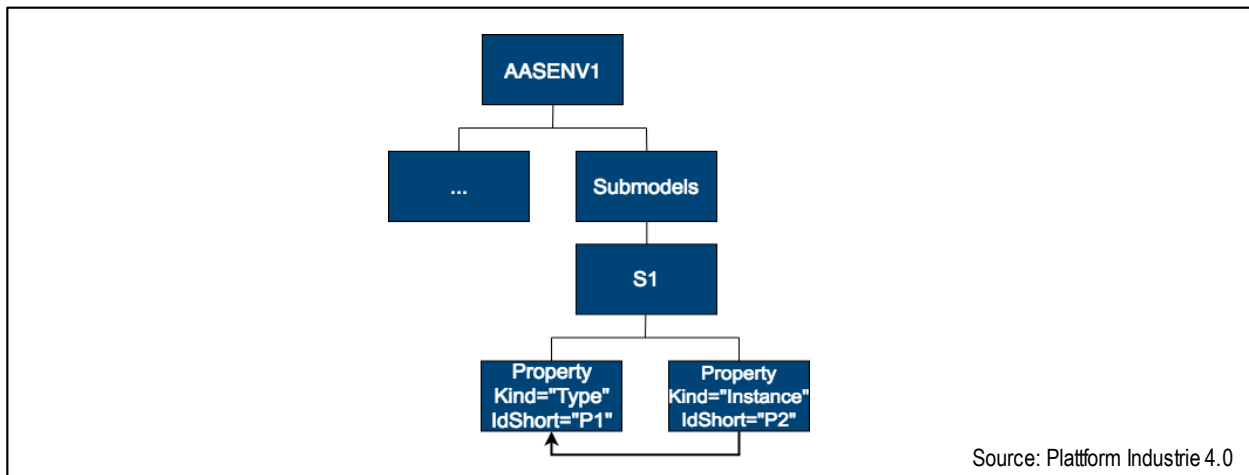 AASENV1
...
Submodels
S1
Property
Kind="Type"
IdShort="P1"
Property
Kind="Instance"
IdShort="P2"
Source: Plattform Industrie 4.0